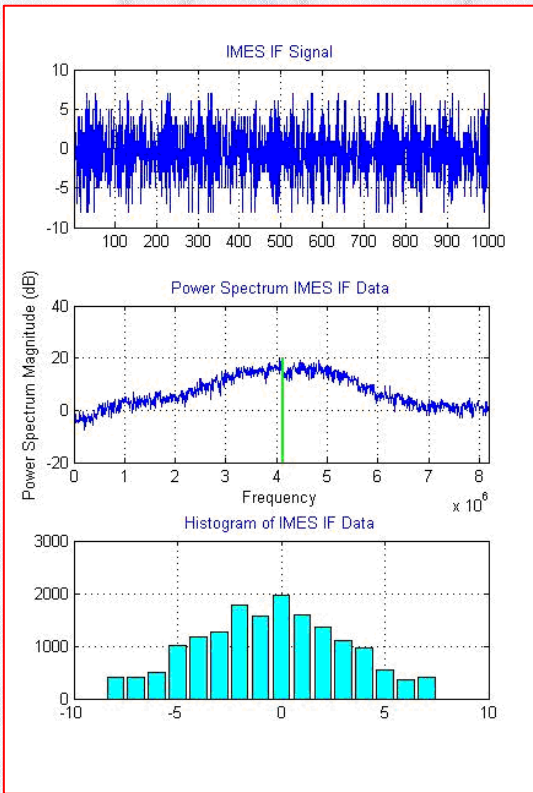 IMES IF Signal
10
5
0
-5
-10
100 200 300 400 500 600 700 800 900 1000
Power Spectrum IMES IF Data
Power Spectrum Magnitude (dB)
40
20
0
-20
0 1 2 3 4 5 6 7 8
Frequency
x 10^6
Histogram of IMES IF Data
3000
2000
1000
0
-10 -5 0 5 10